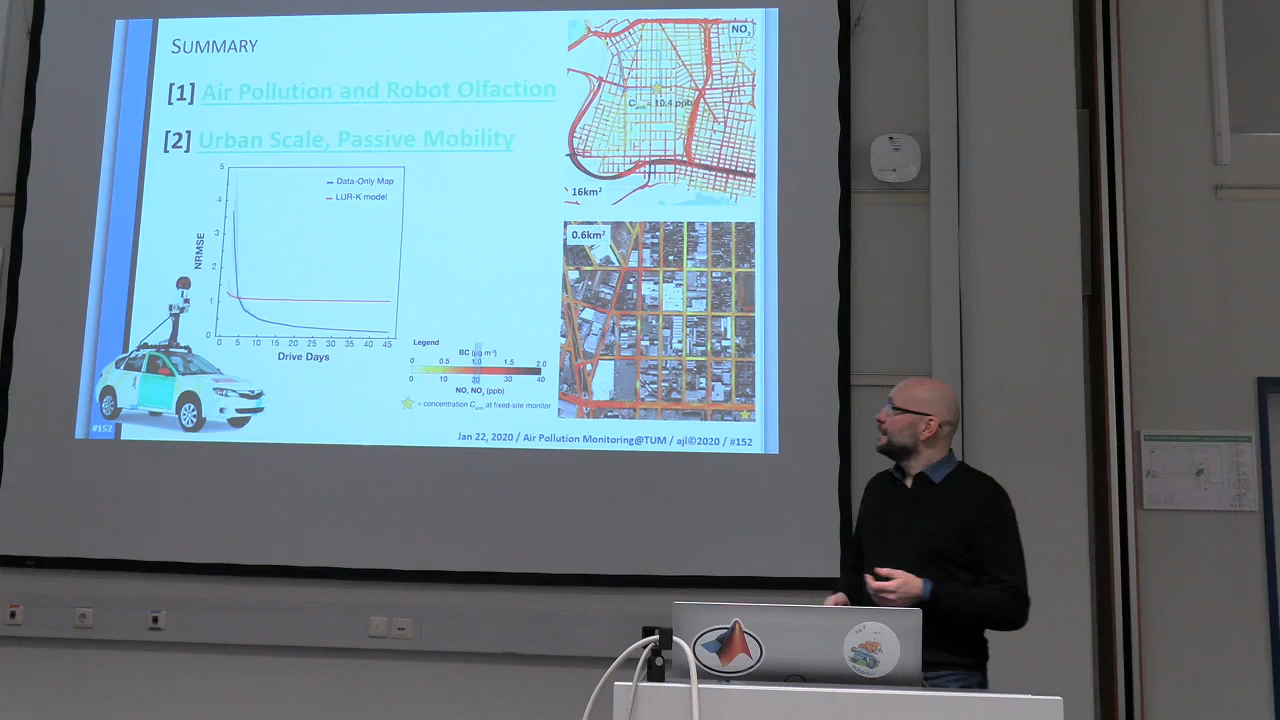 SUMMARY
[1] Air Pollution and Robot Olfaction
[2] Urban Scale, Passive Mobility
5
4
3
2
1
0
NRMSE
Data-Only Map
LUR-K model
0 5 10 15 20 25 30 35 40 45
Drive Days
NO2
Camb = 10.4 ppb
16km2
0.6km2
Legend
BC (µg m-3)
0 0.5 1.0 1.5 2.0
0 20 40
NO, NO2 (ppb)
= concentration Camb at fixed-site monitor
#152
Jan 22, 2020 / Air Pollution Monitoring@TUM / ajl©2020 / #152